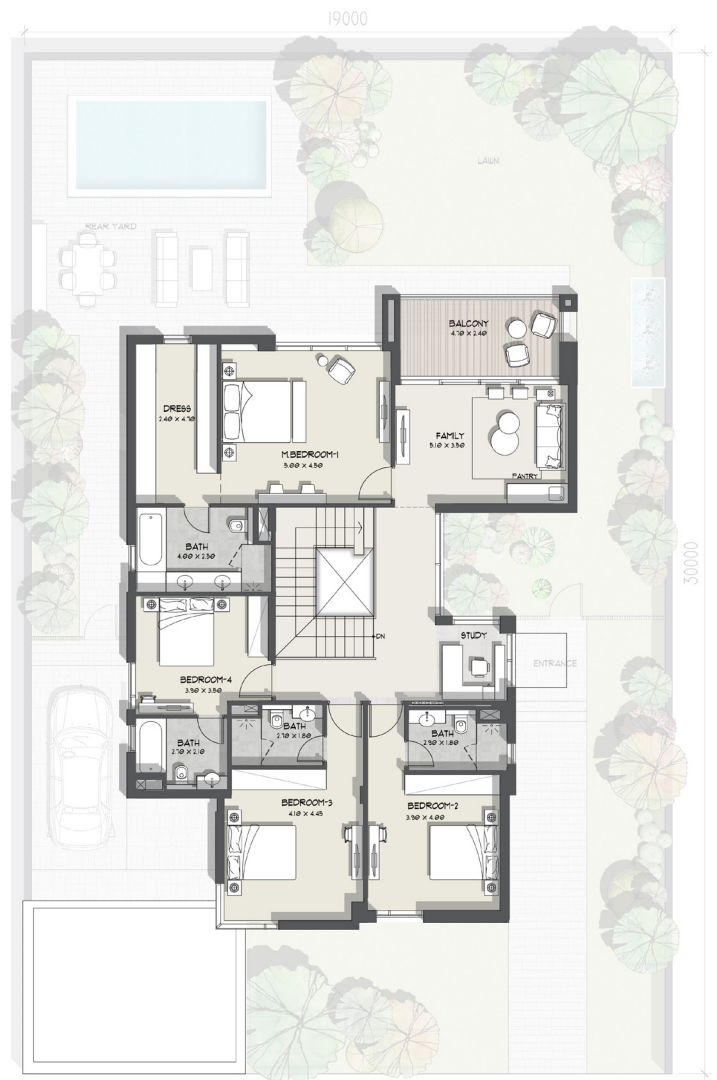 19000
LAWN
REAR YARD
BALCONY
4.70 X 2.40
DRESS
2.40 X 4.70
FAMILY
5.10 X 3.50
M.BEDROOM-1
5.00 X 4.50
PANTRY
BATH
4.00 X 2.50
30000
DN
STUDY
ENTRANCE
BEDROOM-4
3.90 X 3.50
BATH
2.70 X 1.80
BATH
2.90 X 1.80
BATH
2.70 X 2.10
BEDROOM-3
4.10 X 4.45
BEDROOM-2
3.90 X 4.00